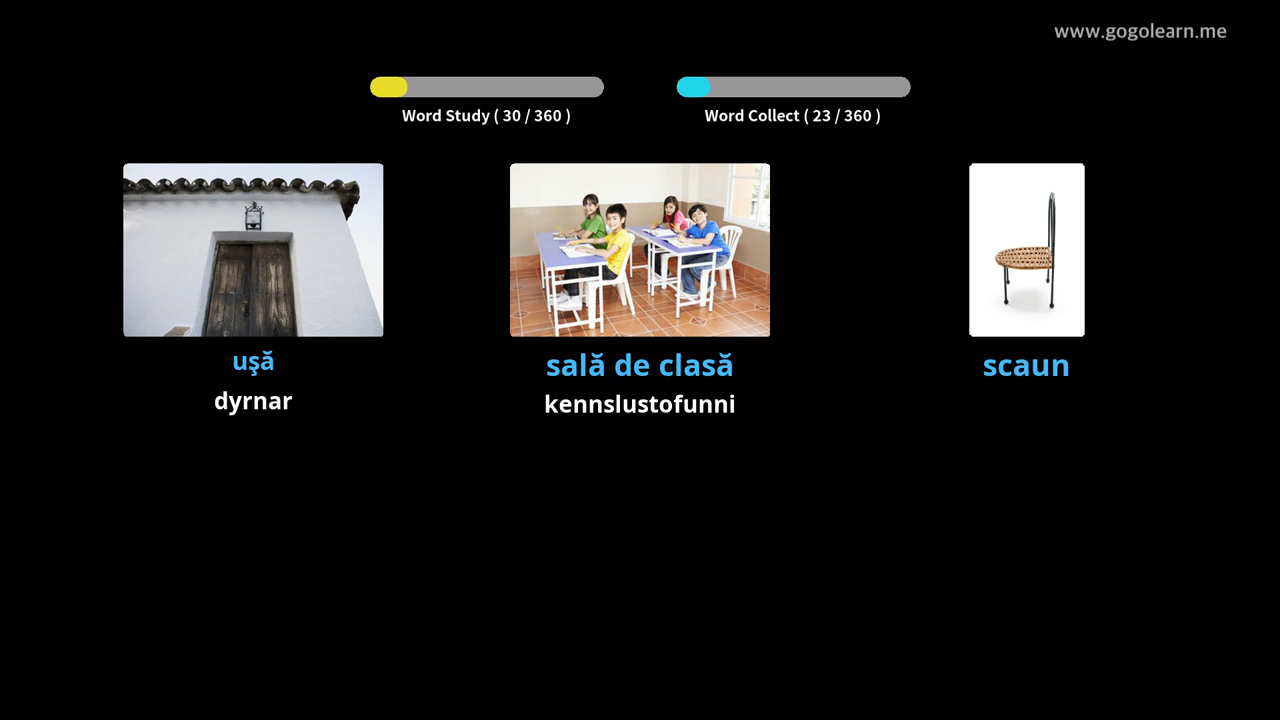 www.gogolearn.me
Word Study ( 30 / 360 )
Word Collect ( 23 / 360 )
uşă
dyrnar
sală de clasă
kennslustofunni
scaun